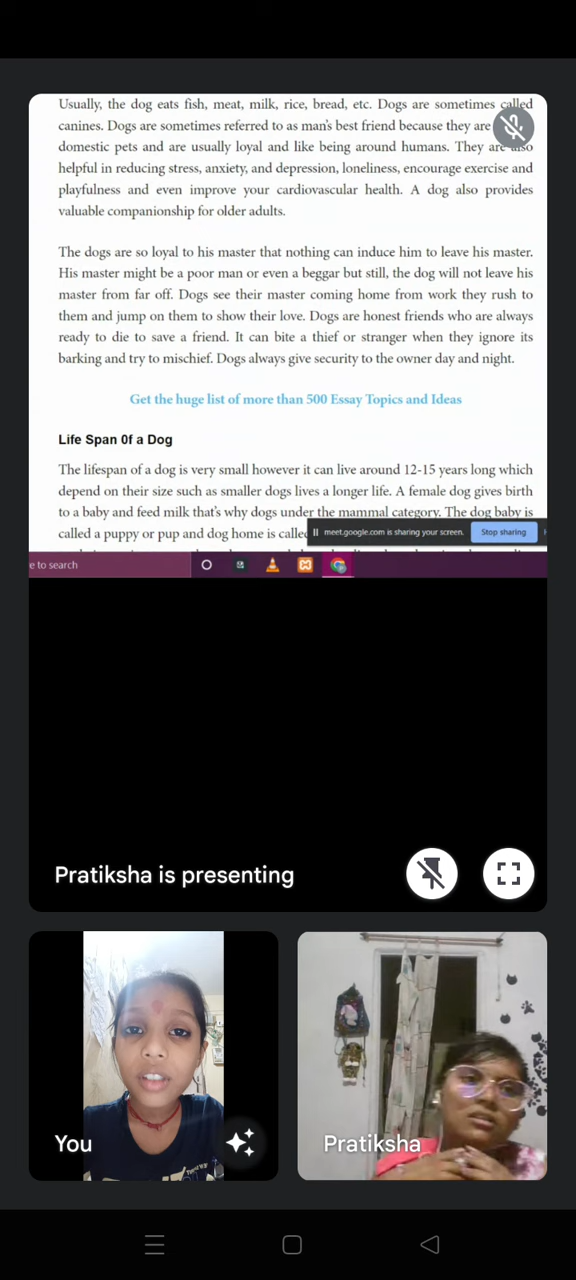 Usually, the dog eats fish, meat, milk, rice, bread, etc. Dogs are sometimes called
canines. Dogs are sometimes referred to as man's best friend because they are
domestic pets and are usually loyal and like being around humans. They are also
helpful in reducing stress, anxiety, and depression, loneliness, encourage exercise and
playfulness and even improve your cardiovascular health. A dog also provides
valuable companionship for older adults.
The dogs are so loyal to his master that nothing can induce him to leave his master.
His master might be a poor man or even a beggar but still, the dog will not leave his
master from far off. Dogs see their master coming home from work they rush to
them and jump on them to show their love. Dogs are honest friends who are always
ready to die to save a friend. It can bite a thief or stranger when they ignore its
barking and try to mischief. Dogs always give security to the owner day and night.
Get the huge list of more than 500 Essay Topics and Ideas
Life Span 0f a Dog
The lifespan of a dog is very small however it can live around 12-15 years long which
depend on their size such as smaller dogs lives a longer life. A female dog gives birth
to a baby and feed milk that's why dogs under the mammal category. The dog baby is
called a puppy or pup and dog home is called
meet.google.com is sharing your screen.
Stop sharing
e to search
Pratiksha is presenting
You
Pratiksha